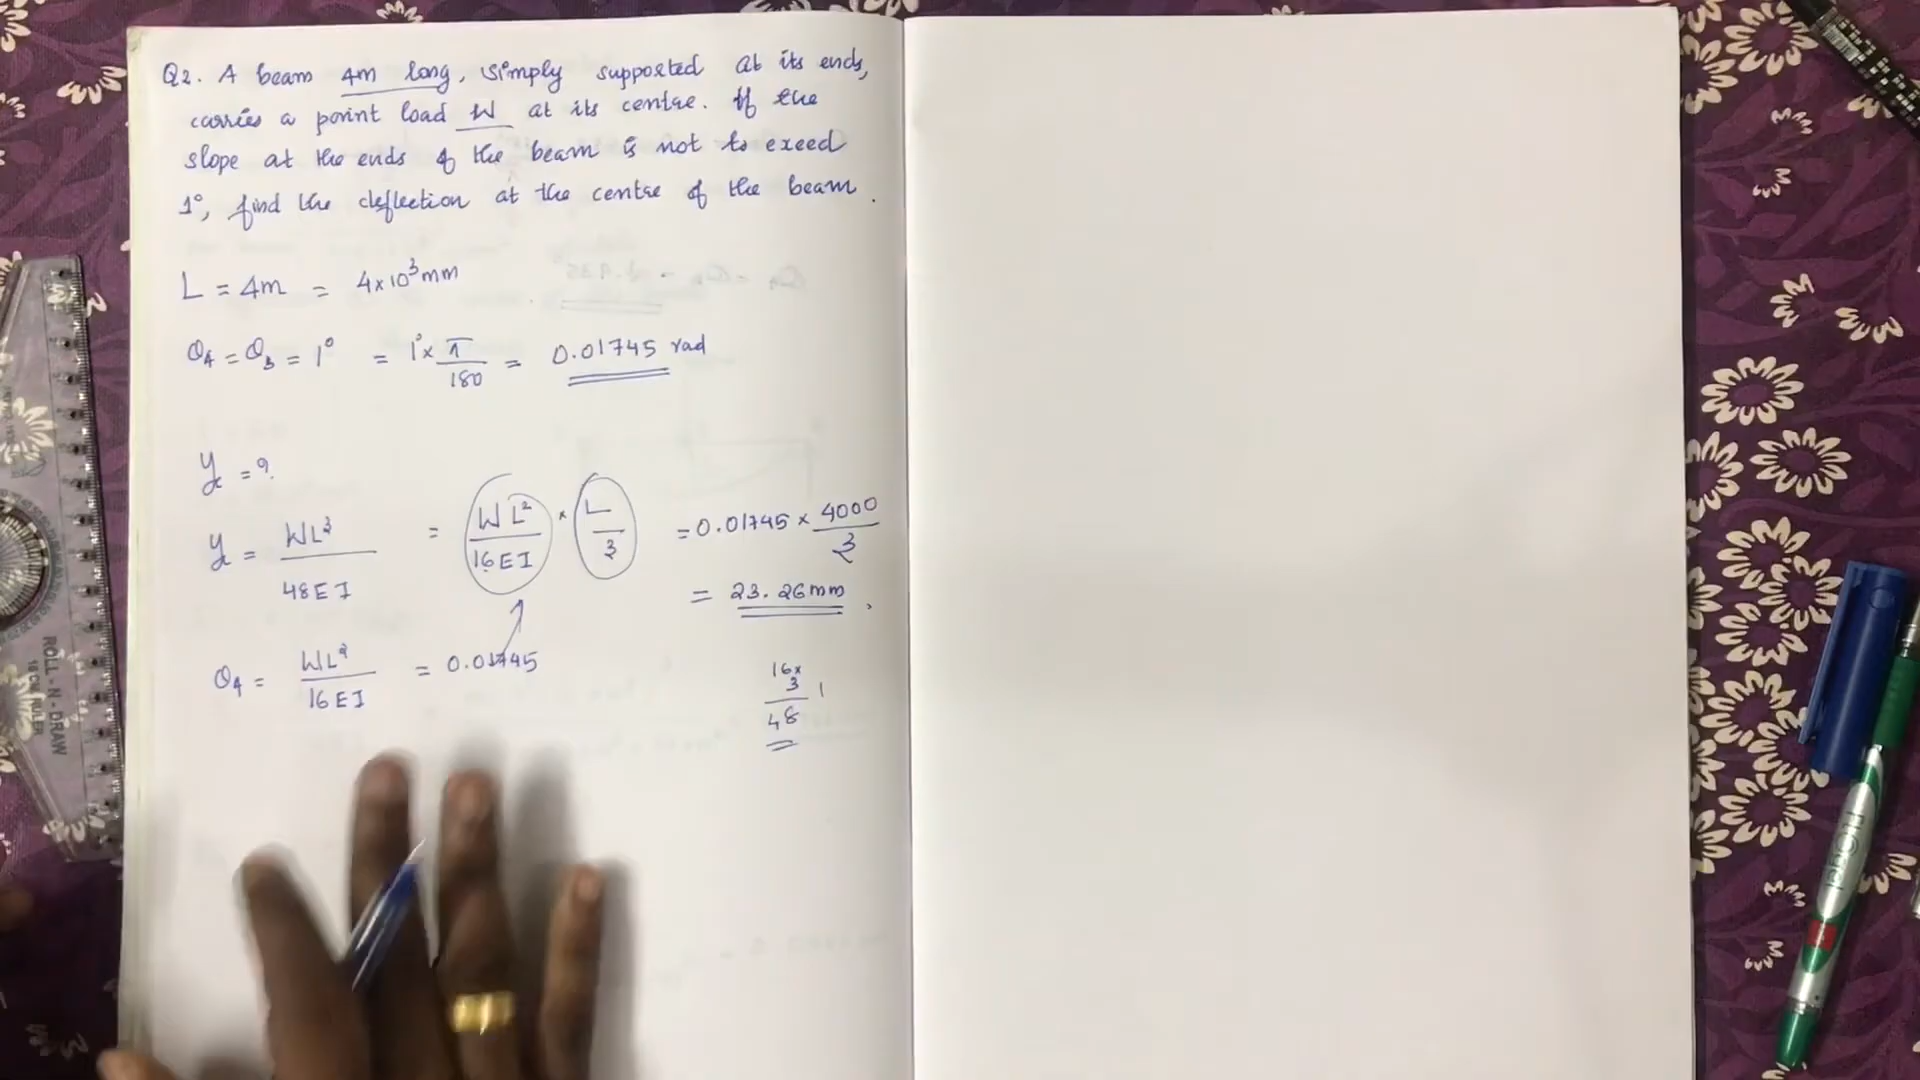 Q2. A beam 4m long, simply supported at its ends,
carries a point load W at its centre. If the
slope at the ends of the beam is not to exeed
1°, find the deflection at the centre of the beam.
L = 4m = 4×10³mm
θA = θB = 1° = 1°× π/180 = 0.01745 rad
yc = ?
yc = WL³/48EI = WL²/16EI × L/3 = 0.01745 × 4000/3
= 23.26mm.
θA = WL²/16EI = 0.01745
16×
3
48
ROLL-N-DRAW